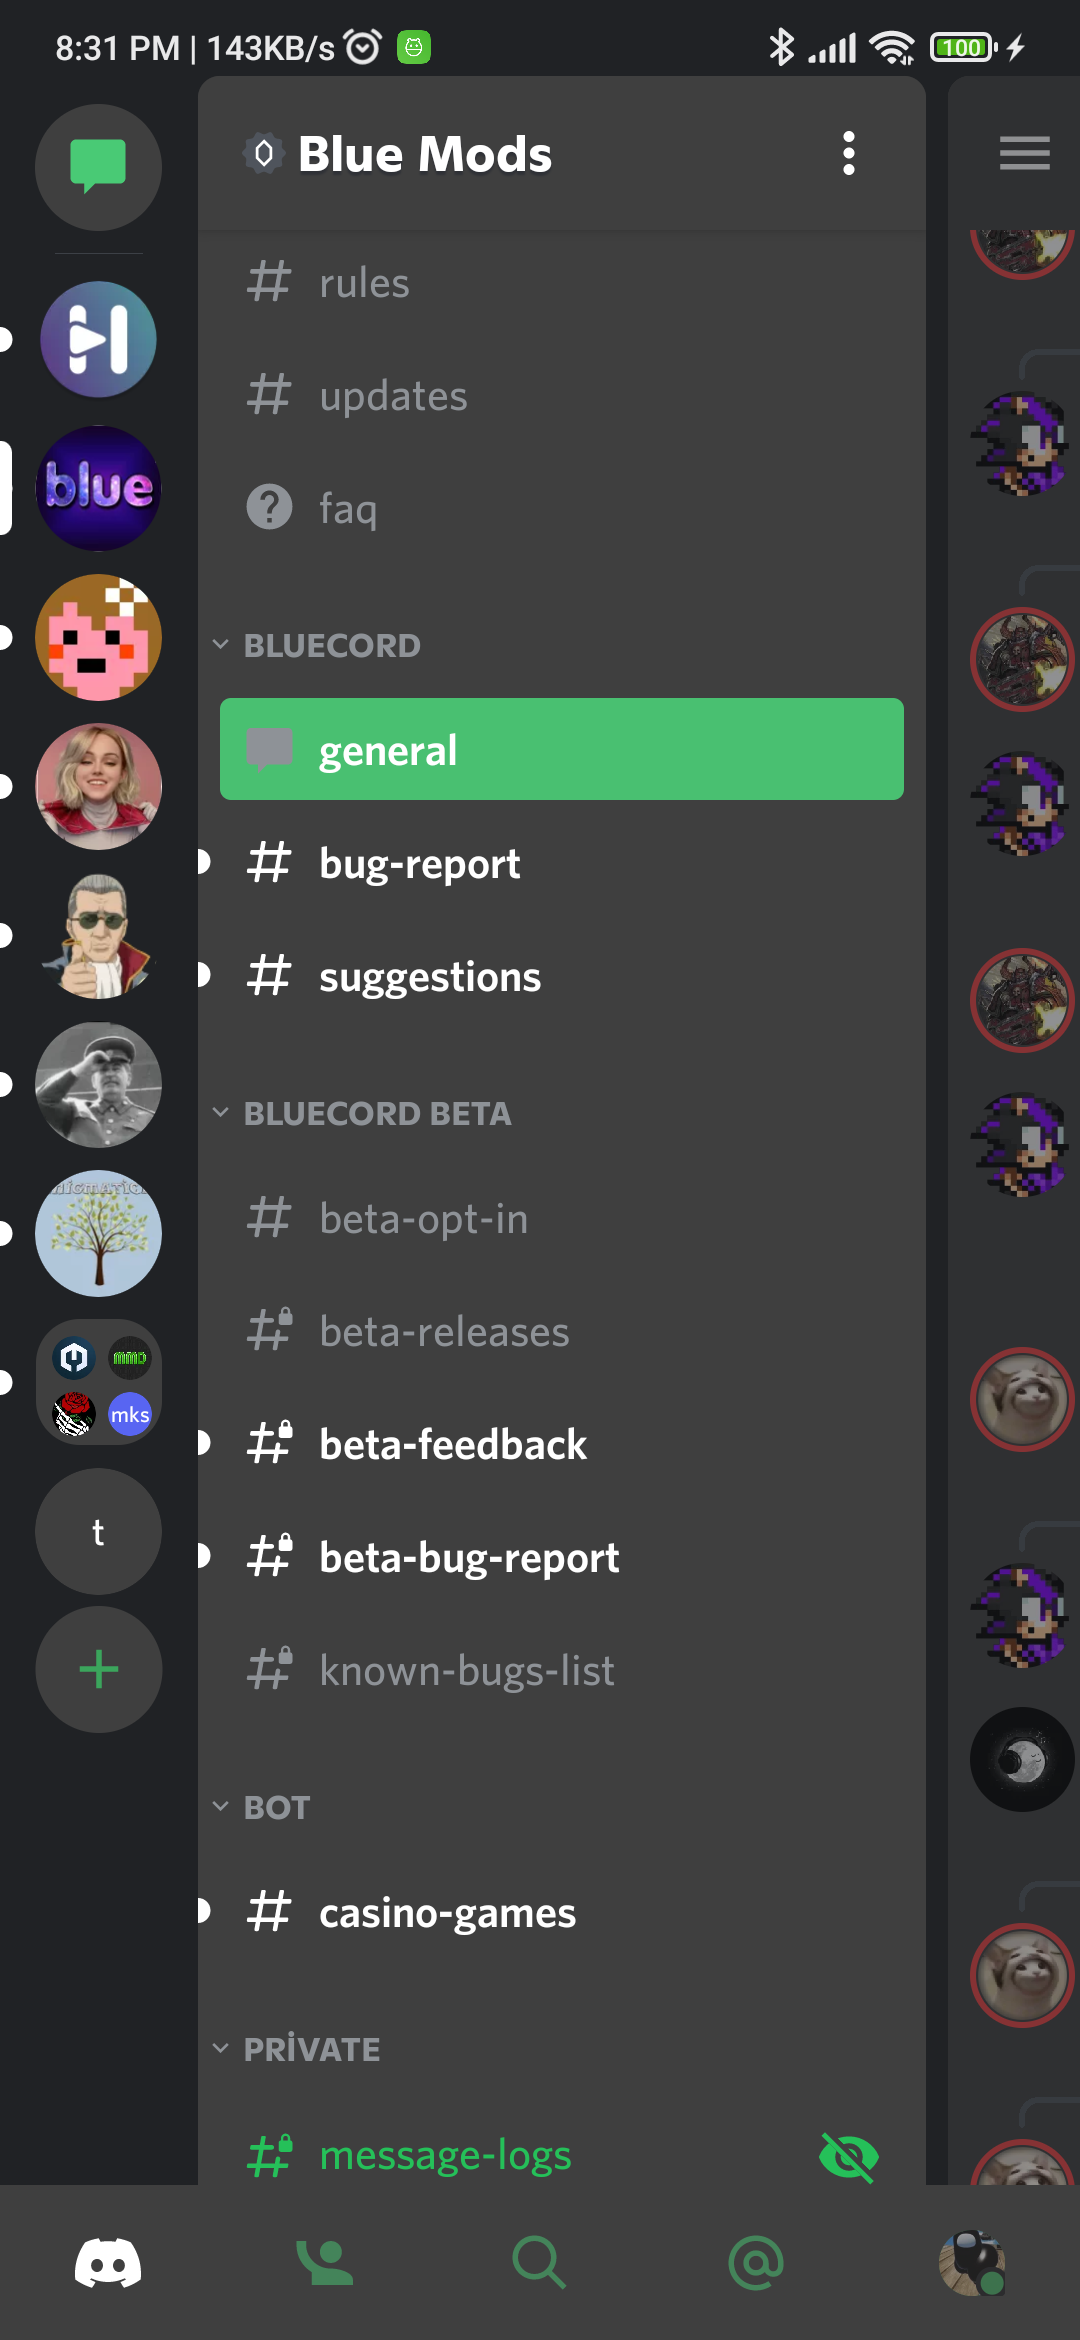 8:31 PM | 143KB/s
100
Blue Mods
rules
updates
faq
blue
BLUECORD
general
bug-report
suggestions
BLUECORD BETA
beta-opt-in
beta-releases
MMD
mks
beta-feedback
t
beta-bug-report
known-bugs-list
BOT
casino-games
PRİVATE
message-logs